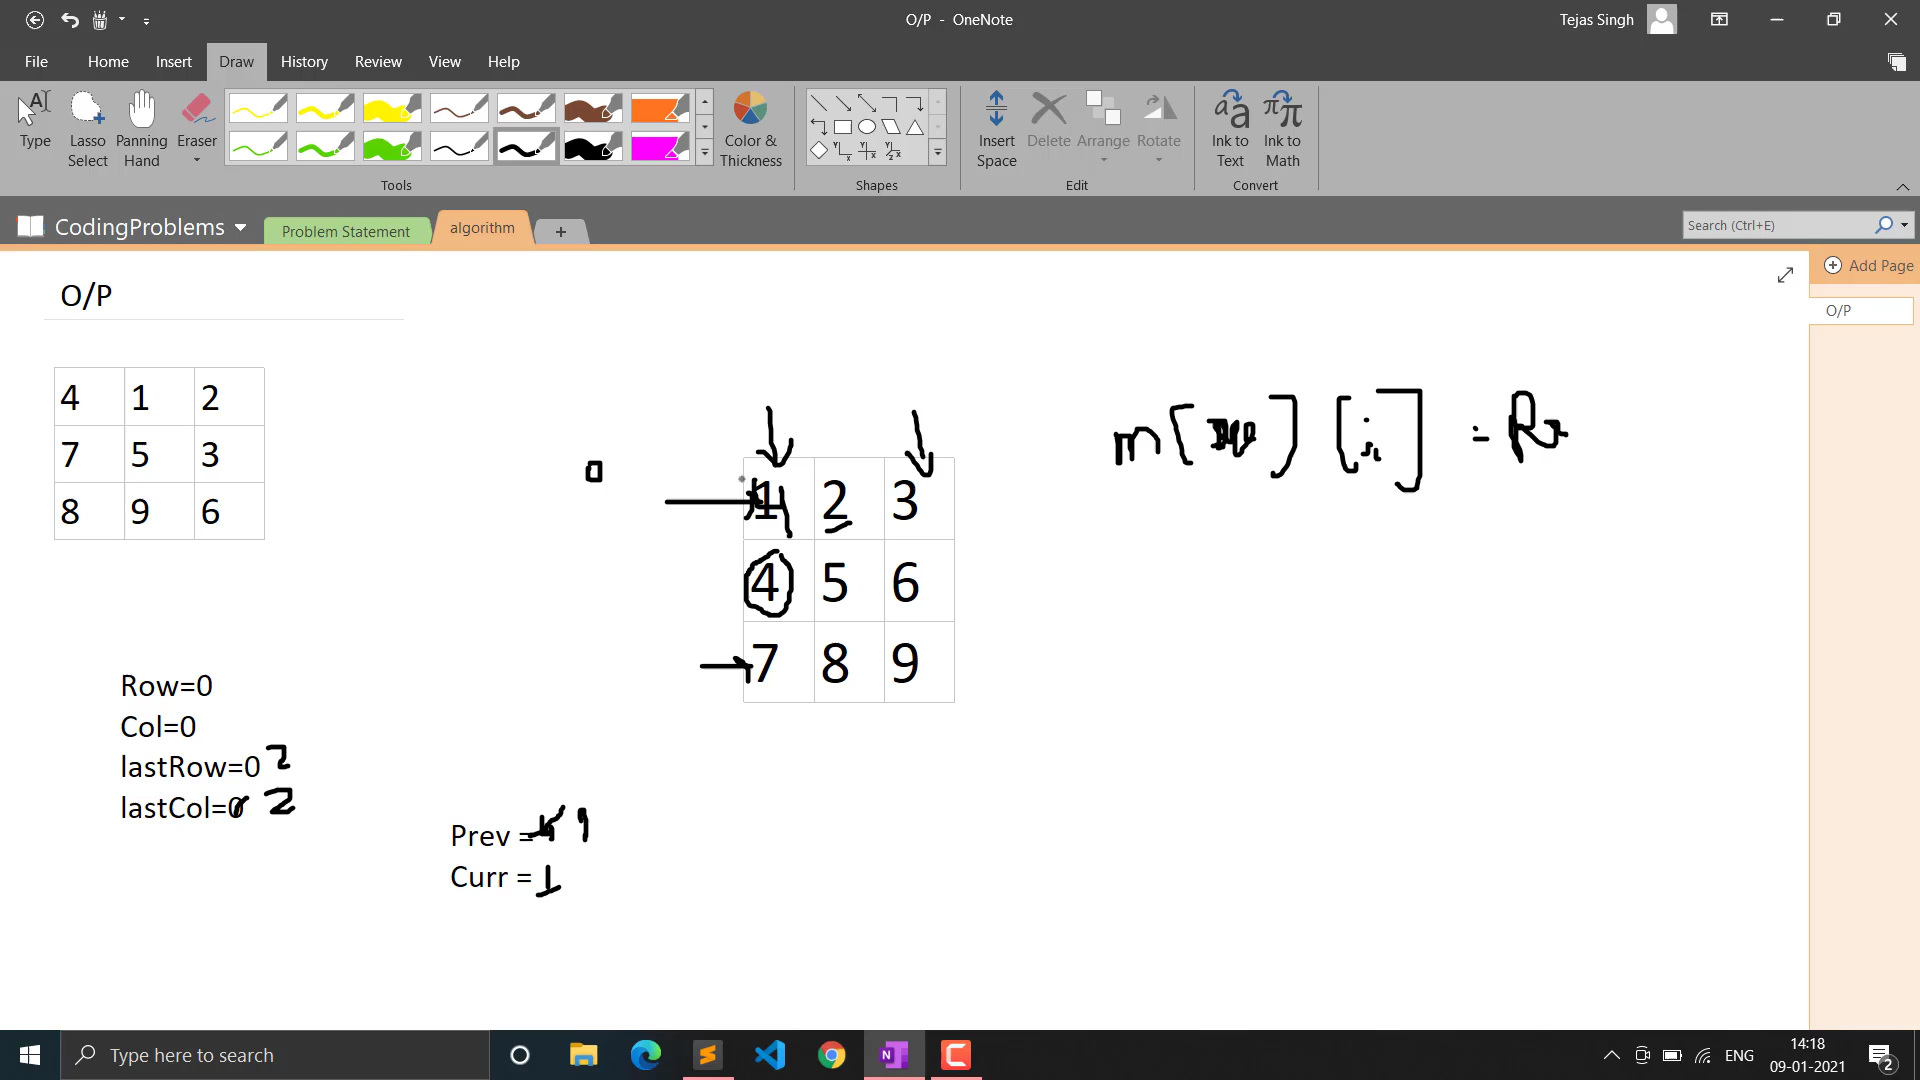 O/P - OneNote
Tejas Singh
File Home Insert Draw History Review View Help
Type
Lasso Select
Panning Hand
Eraser
Color & Thickness
Insert Space
Delete
Arrange
Rotate
Ink to Text
Ink to Math
Tools
Shapes
Edit
Convert
CodingProblems
Problem Statement
algorithm
+
Search (Ctrl+E)
Add Page
O/P
O/P
4 1 2
7 5 3
8 9 6
1 2 3
4 5 6
7 8 9
m[ ] [i] =
Row=0
Col=0
lastRow=0 2
lastCol=0 2
Prev = 4 1
Curr = 1
Type here to search
ENG
14:18
09-01-2021
2